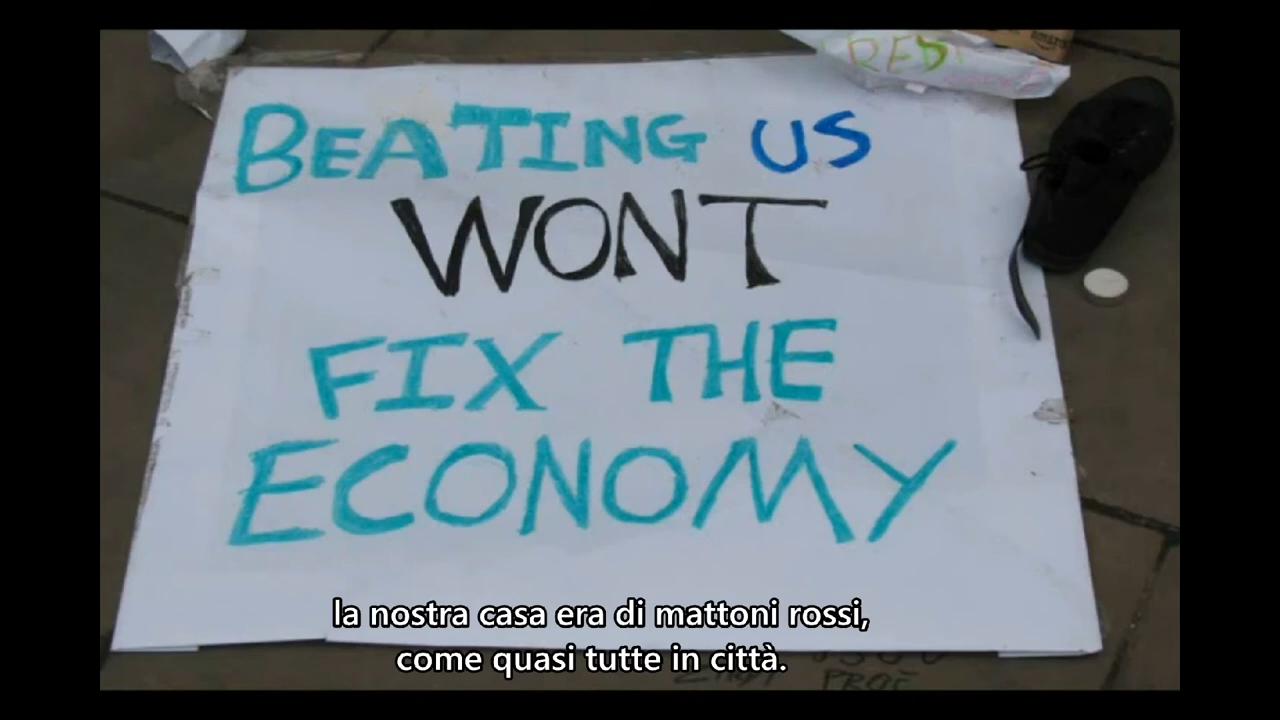 BEATING US
WONT
FIX THE
ECONOMY
la nostra casa era di mattoni rossi,
come quasi tutte in città.